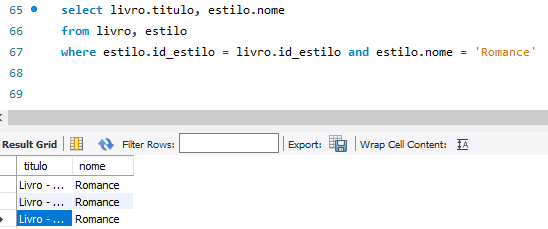 65 select livro.titulo, estilo.nome
66 from livro, estilo
67 where estilo.id_estilo = livro.id_estilo and estilo.nome = 'Romance'
68
69
Result Grid Filter Rows: Export: Wrap Cell Content: IA
titulo nome
Livro - ... Romance
Livro - ... Romance
Livro - ... Romance